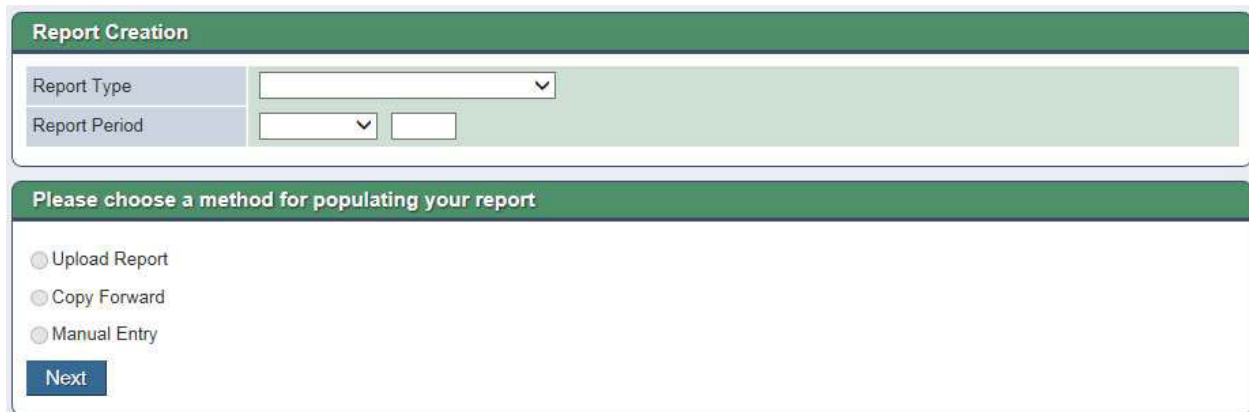 Report Creation
Report Type
Report Period
Please choose a method for populating your report
Upload Report
Copy Forward
Manual Entry
Next